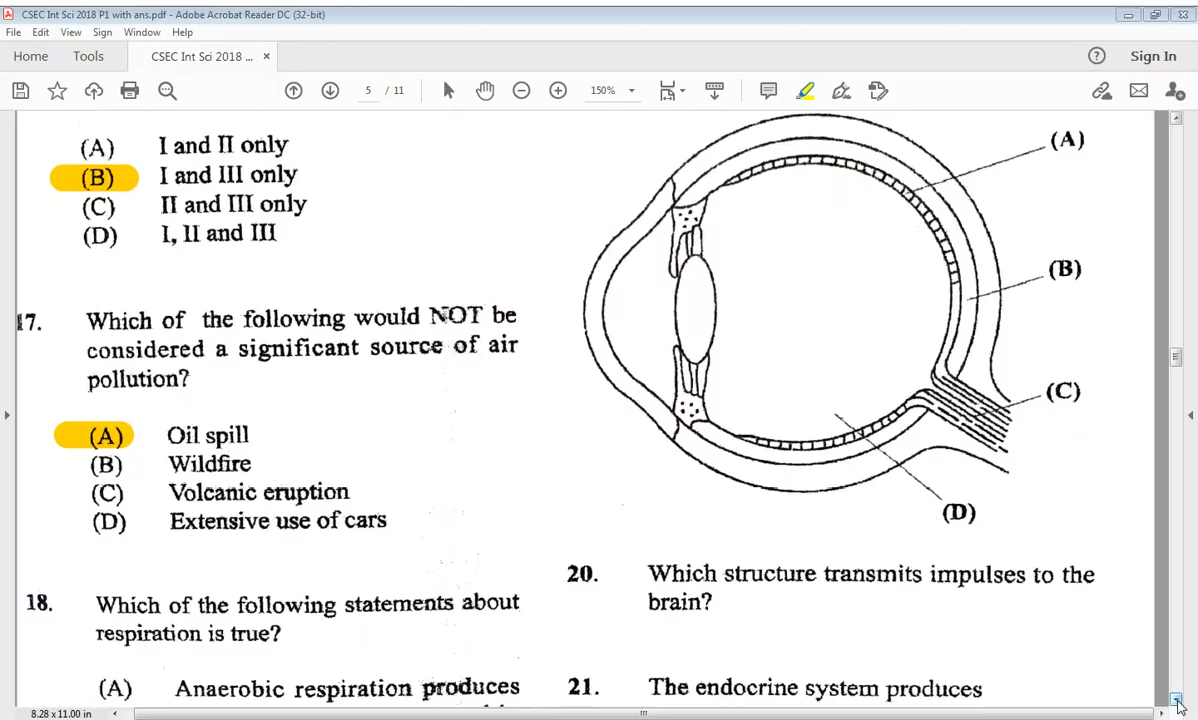 CSEC Int Sci 2018 P1 with ans.pdf - Adobe Acrobat Reader DC (32-bit)
File Edit View Sign Window Help
Home Tools CSEC Int Sci 2018 ... × Sign In
5 / 11 150%
(A) I and II only
(B) I and III only
(C) II and III only
(D) I, II and III
17. Which of the following would NOT be
considered a significant source of air
pollution?
(A) Oil spill
(B) Wildfire
(C) Volcanic eruption
(D) Extensive use of cars
18. Which of the following statements about
respiration is true?
(A) Anaerobic respiration produces
(A)
(B)
(C)
(D)
20. Which structure transmits impulses to the
brain?
21. The endocrine system produces
8.28 x 11.00 in